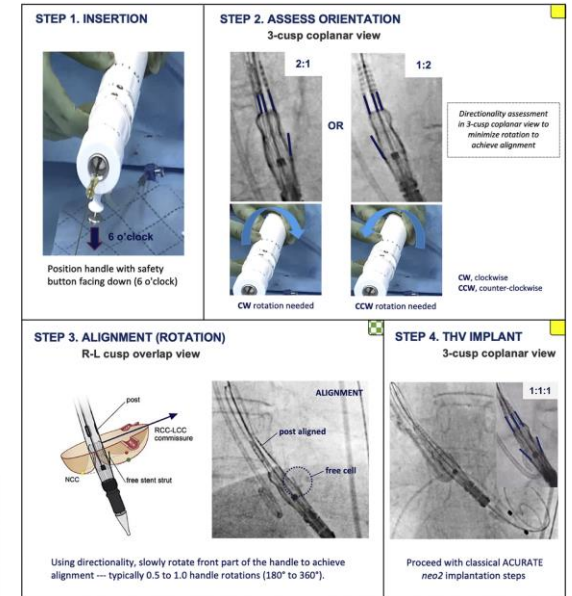 STEP 1. INSERTION
6 o'clock
Position handle with safety
button facing down (6 o'clock)
STEP 2. ASSESS ORIENTATION
3-cusp coplanar view
2:1
OR
1:2
Directionality assessment
in 3-cusp coplanar view to
minimize rotation to
achieve alignment
CW rotation needed
CCW rotation needed
CW, clockwise
CCW, counter-clockwise
STEP 3. ALIGNMENT (ROTATION)
R-L cusp overlap view
post
RCC-LCC
commissure
NCC
free stent strut
ALIGNMENT
post aligned
free cell
Using directionality, slowly rotate front part of the handle to achieve
alignment --- typically 0.5 to 1.0 handle rotations (180° to 360°).
STEP 4. THV IMPLANT
3-cusp coplanar view
1:1:1
Proceed with classical ACURATE
neo2 implantation steps